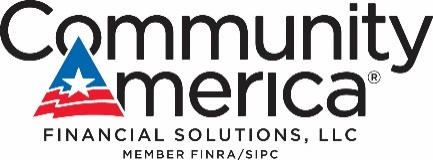 Community
America®
FINANCIAL SOLUTIONS, LLC
MEMBER FINRA/SIPC